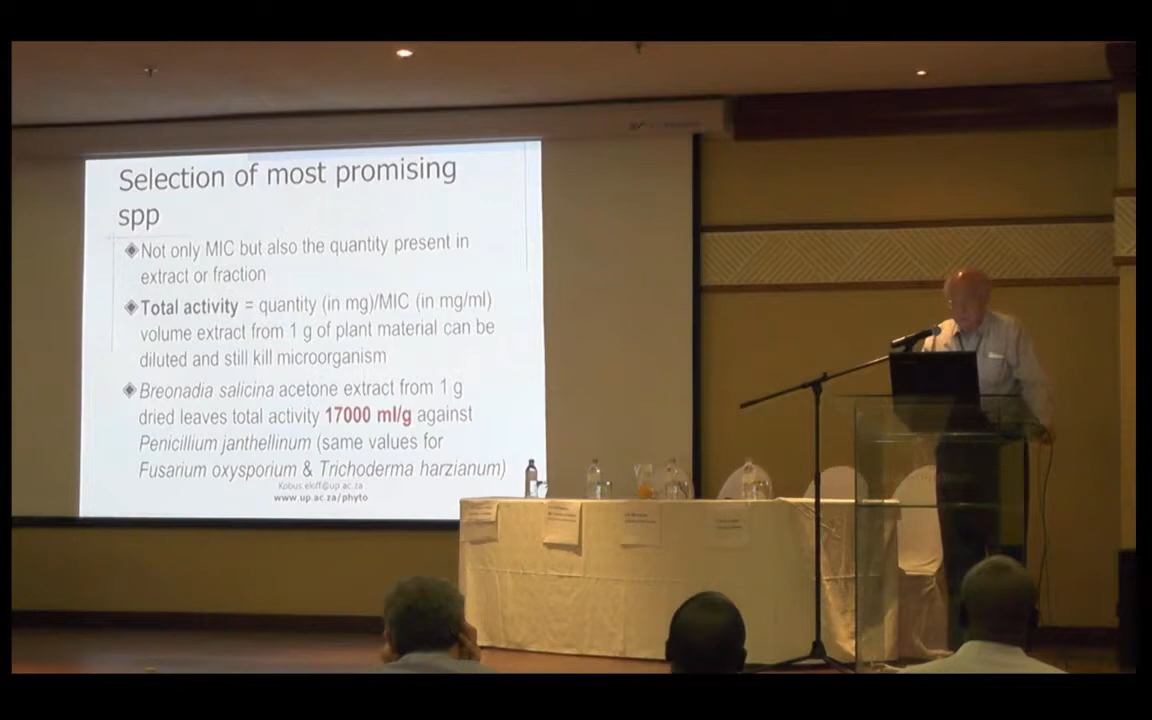 Selection of most promising
spp
Not only MIC but also the quantity present in
extract or fraction
Total activity = quantity (in mg)/MIC (in mg/ml)
volume extract from 1 g of plant material can be
diluted and still kill microorganism
Breonadia salicina acetone extract from 1 g
dried leaves total activity 17000 ml/g against
Penicillium janthellinum (same values for
Fusarium oxysporium & Trichoderma harzianum)
Kobus.eloff@up.ac.za
www.up.ac.za/phyto